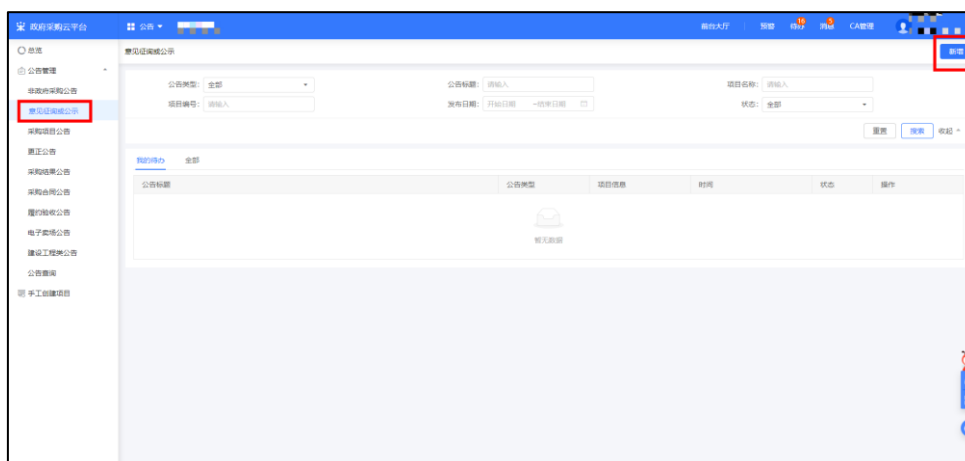 政府采购云平台 公告 前台大厅 预警 待办 16 消息 CA管理
总览 意见征询或公示 新增
公告管理
公告类型: 全部 公告标题: 请输入 项目名称: 请输入
非政府采购公告
意见征询或公示 项目编号: 请输入 发布日期: 开始日期 ~结束日期 状态: 全部
采购项目公告
重置 搜索 收起
更正公告
我的待办 全部
采购结果公告
公告标题 公告类型 项目信息 时间 状态 操作
采购合同公告
履约验收公告
电子卖场公告
暂无数据
建设工程类公告
公告查询
手工创建项目